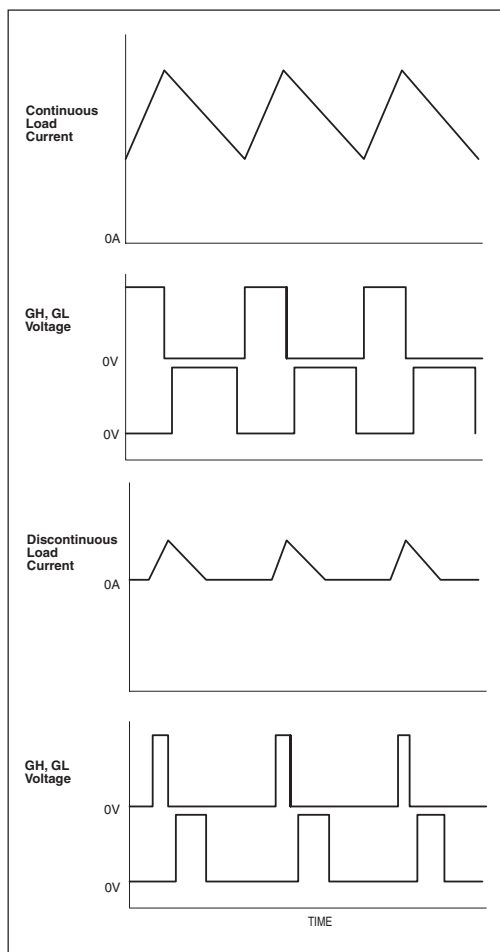 Continuous
Load
Current
0A
GH, GL
Voltage
0V
0V
Discontinuous
Load
Current
0A
GH, GL
Voltage
0V
0V
TIME